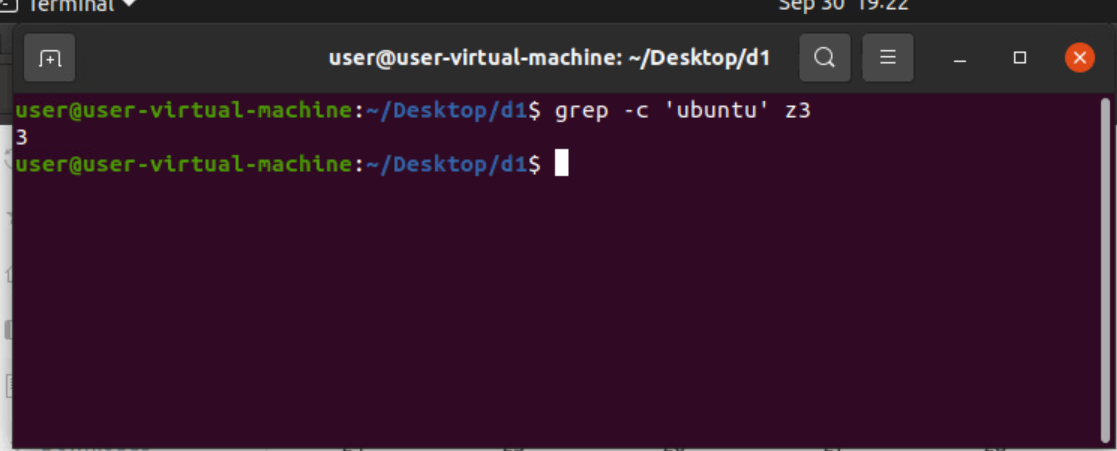 Terminal Sep 30 19:22
user@user-virtual-machine: ~/Desktop/d1
user@user-virtual-machine:~/Desktop/d1$ grep -c 'ubuntu' z3
3
user@user-virtual-machine:~/Desktop/d1$